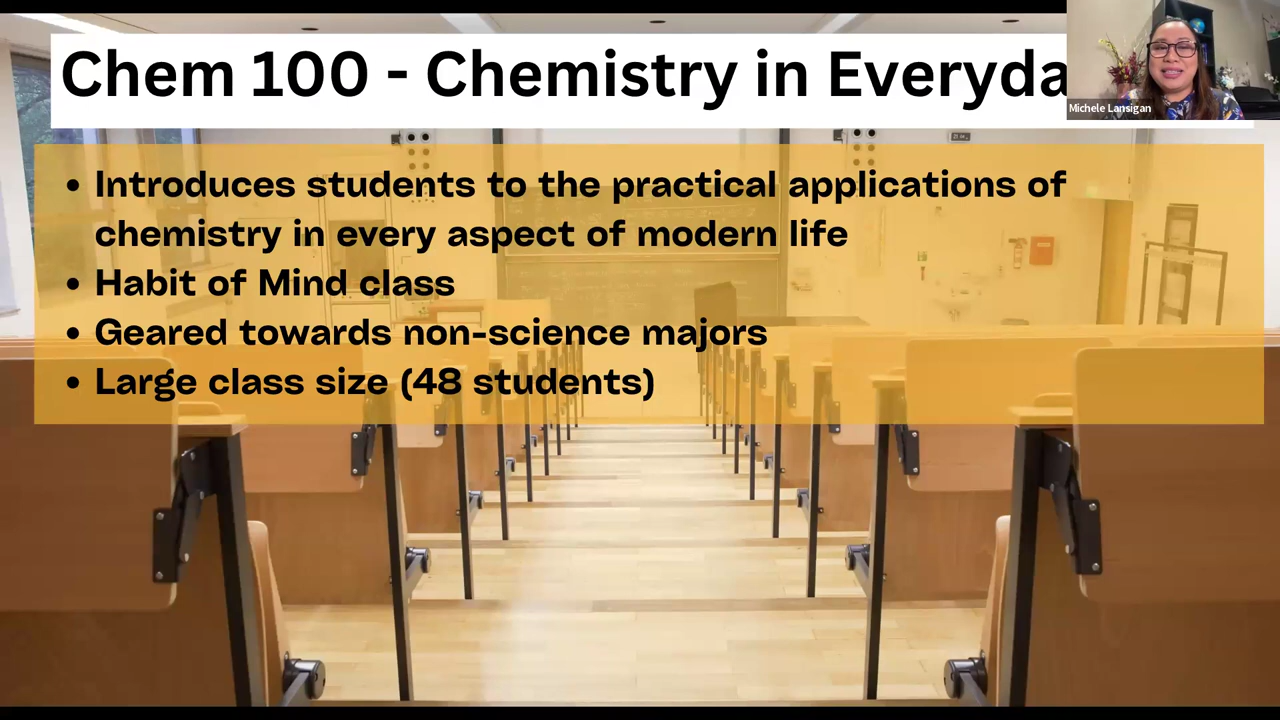 Chem 100 - Chemistry in Everyda
Michele Lansigan
• Introduces students to the practical applications of
chemistry in every aspect of modern life
• Habit of Mind class
• Geared towards non-science majors
• Large class size (48 students)